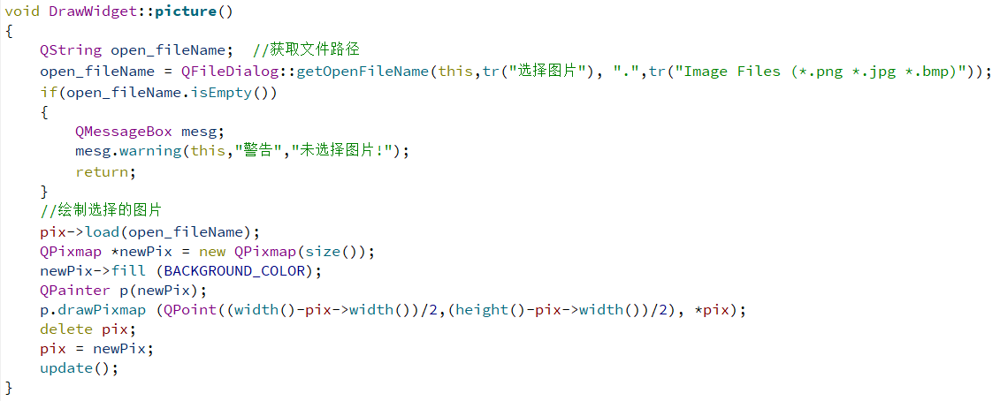 void DrawWidget::picture()
{
    QString open_fileName;  //获取文件路径
    open_fileName = QFileDialog::getOpenFileName(this,tr("选择图片"), ".",tr("Image Files (*.png *.jpg *.bmp)"));
    if(open_fileName.isEmpty())
    {
        QMessageBox mesg;
        mesg.warning(this,"警告","未选择图片!");
        return;
    }
    //绘制选择的图片
    pix->load(open_fileName);
    QPixmap *newPix = new QPixmap(size());
    newPix->fill (BACKGROUND_COLOR);
    QPainter p(newPix);
    p.drawPixmap (QPoint((width()-pix->width())/2,(height()-pix->width())/2), *pix);
    delete pix;
    pix = newPix;
    update();
}